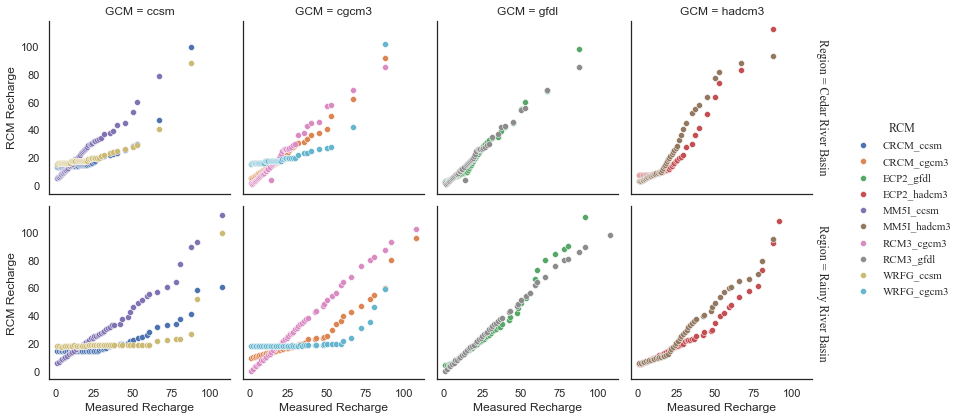 GCM = ccsm
GCM = cgcm3
GCM = gfdl
GCM = hadcm3
RCM Recharge
100
80
60
40
20
0
Region = Cedar River Basin
RCM
CRCM_ccsm
CRCM_cgcm3
ECP2_gfdl
ECP2_hadcm3
MM5I_ccsm
MM5I_hadcm3
RCM3_cgcm3
RCM3_gfdl
WRFG_ccsm
WRFG_cgcm3
RCM Recharge
100
80
60
40
20
0
Region = Rainy River Basin
0 25 50 75 100
0 25 50 75 100
0 25 50 75 100
0 25 50 75 100
Measured Recharge
Measured Recharge
Measured Recharge
Measured Recharge